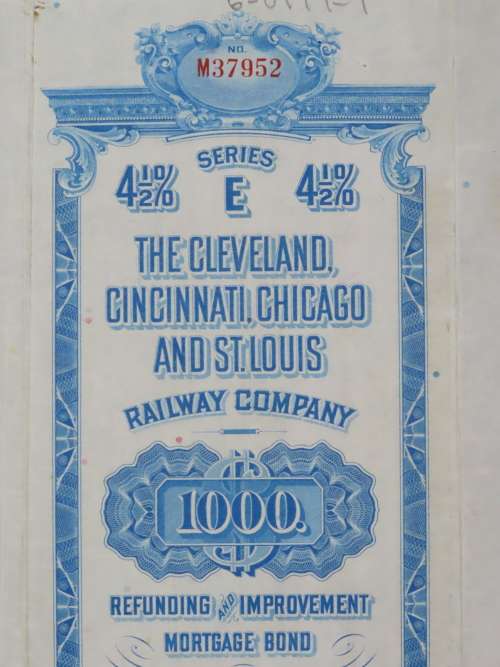 NO.
M37952
SERIES
4½% E 4½%
THE CLEVELAND,
CINCINNATI, CHICAGO
AND ST. LOUIS
RAILWAY COMPANY
$
1000.
REFUNDING AND IMPROVEMENT
MORTGAGE BOND